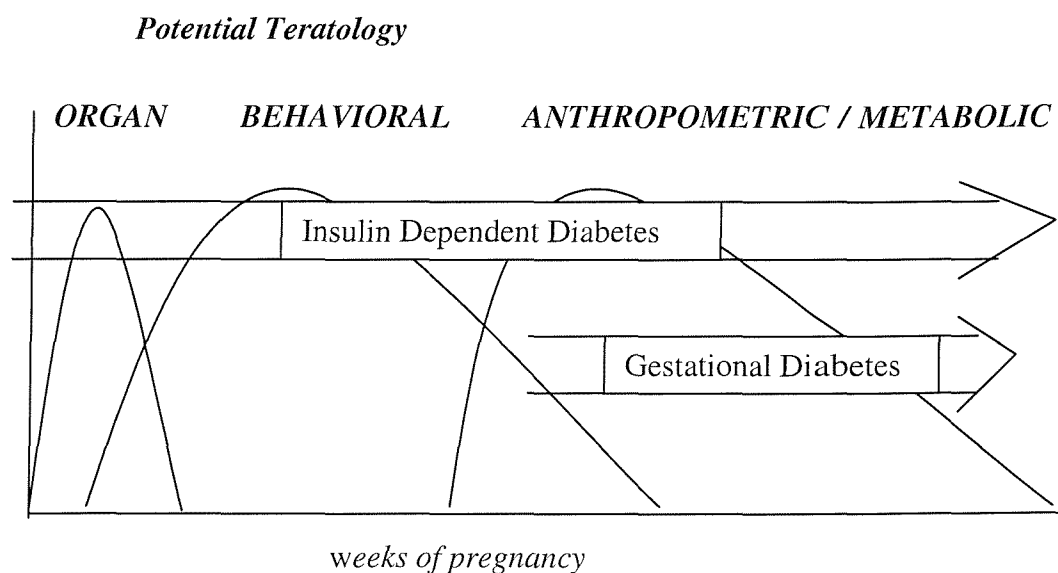 Potential Teratology
ORGAN BEHAVIORAL ANTHROPOMETRIC / METABOLIC
Insulin Dependent Diabetes
Gestational Diabetes
weeks of pregnancy